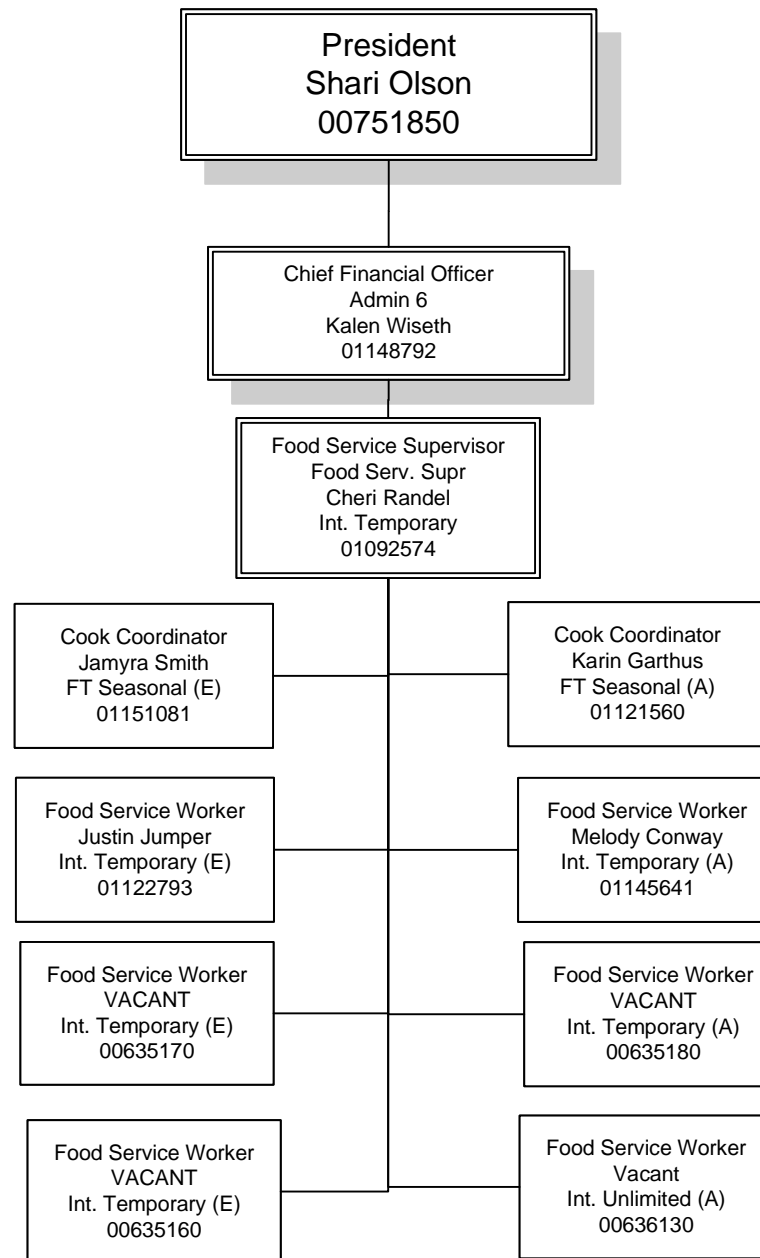 President
Shari Olson
00751850
Chief Financial Officer
Admin 6
Kalen Wiseth
01148792
Food Service Supervisor
Food Serv. Supr
Cheri Randel
Int. Temporary
01092574
Cook Coordinator
Jamyra Smith
FT Seasonal (E)
01151081
Cook Coordinator
Karin Garthus
FT Seasonal (A)
01121560
Food Service Worker
Justin Jumper
Int. Temporary (E)
01122793
Food Service Worker
Melody Conway
Int. Temporary (A)
01145641
Food Service Worker
VACANT
Int. Temporary (E)
00635170
Food Service Worker
VACANT
Int. Temporary (A)
00635180
Food Service Worker
VACANT
Int. Temporary (E)
00635160
Food Service Worker
Vacant
Int. Unlimited (A)
00636130